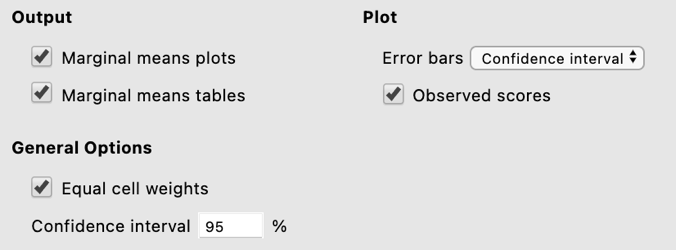 Output
Marginal means plots
Marginal means tables
General Options
Equal cell weights
Confidence interval 95 %
Plot
Error bars Confidence interval
Observed scores